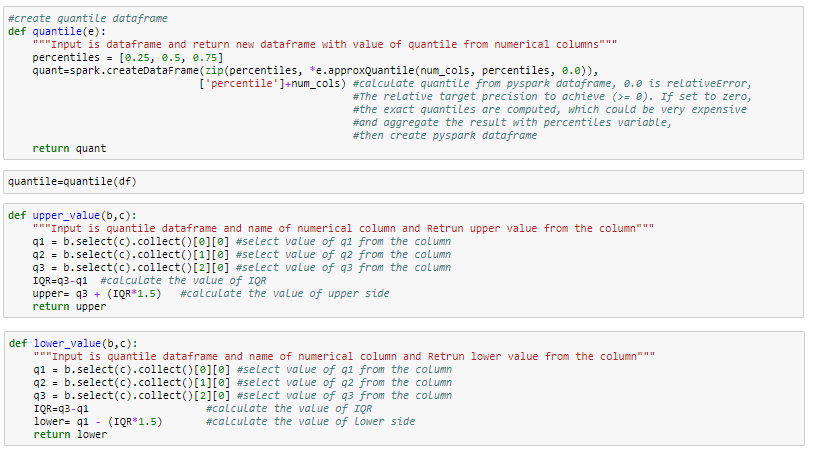 #create quantile dataframe
def quantile(e):
    """Input is dataframe and return new dataframe with value of quantile from numerical columns"""
    percentiles = [0.25, 0.5, 0.75]
    quant=spark.createDataFrame(zip(percentiles, *e.approxQuantile(num_cols, percentiles, 0.0)),
                               ['percentile']+num_cols) #calculate quantile from pyspark dataframe, 0.0 is relativeError,
                                                        #The relative target precision to achieve (>= 0). If set to zero,
                                                        #the exact quantiles are computed, which could be very expensive
                                                        #and aggregate the result with percentiles variable,
                                                        #then create pyspark dataframe
    return quant
quantile=quantile(df)
def upper_value(b,c):
    """Input is quantile dataframe and name of numerical column and Retrun upper value from the column"""
    q1 = b.select(c).collect()[0][0] #select value of q1 from the column
    q2 = b.select(c).collect()[1][0] #select value of q2 from the column
    q3 = b.select(c).collect()[2][0] #select value of q3 from the column
    IQR=q3-q1  #calculate the value of IQR
    upper= q3 + (IQR*1.5)   #calculate the value of upper side
    return upper
def lower_value(b,c):
    """Input is quantile dataframe and name of numerical column and Retrun lower value from the column"""
    q1 = b.select(c).collect()[0][0] #select value of q1 from the column
    q2 = b.select(c).collect()[1][0] #select value of q2 from the column
    q3 = b.select(c).collect()[2][0] #select value of q3 from the column
    IQR=q3-q1                   #calculate the value of IQR
    lower= q1 - (IQR*1.5)       #calculate the value of lower side
    return lower